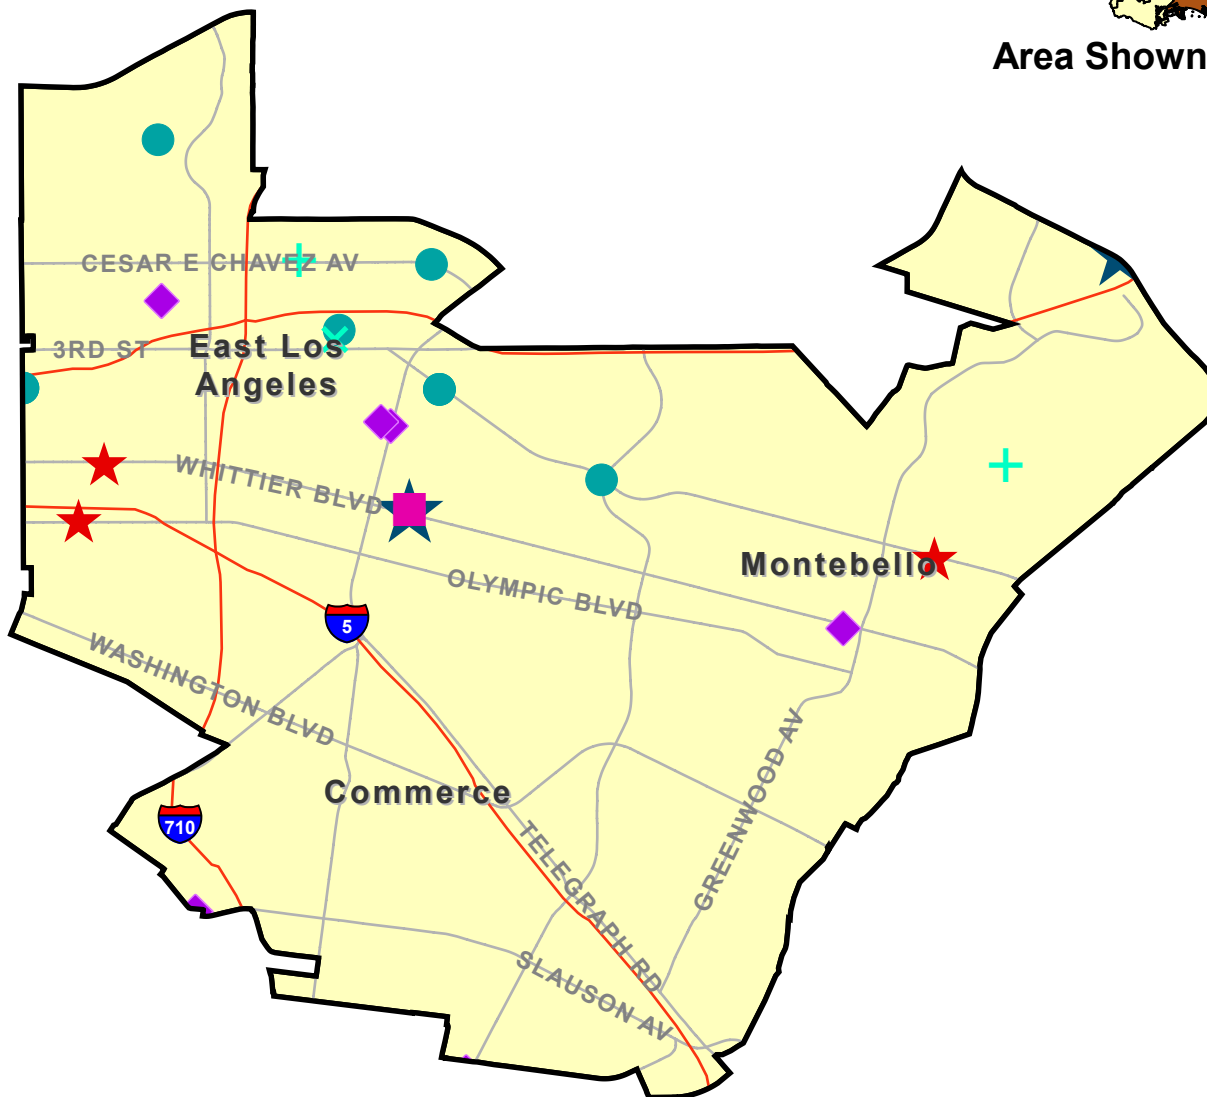 Area Shown
CESAR E CHAVEZ AV
3RD ST
East Los
Angeles
WHITTIER BLVD
Montebello
OLYMPIC BLVD
5
WASHINGTON BLVD
GREENWOOD AV
Commerce
710
TELEGRAPH RD
SLAUSON AV